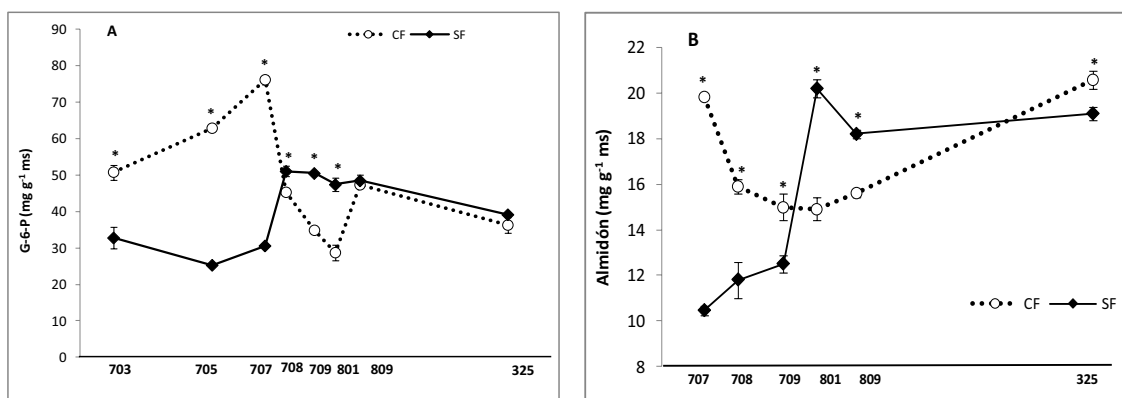 A
CF SF
G-6-P (mg g-1 ms)
90
80
70
60
50
40
30
20
10
0
* * * * * *
703 705 707 708 709 801 809 325
B
CF SF
Almidón (mg g-1 ms)
22
20
18
16
14
12
10
8
* * * * * *
707 708 709 801 809 325